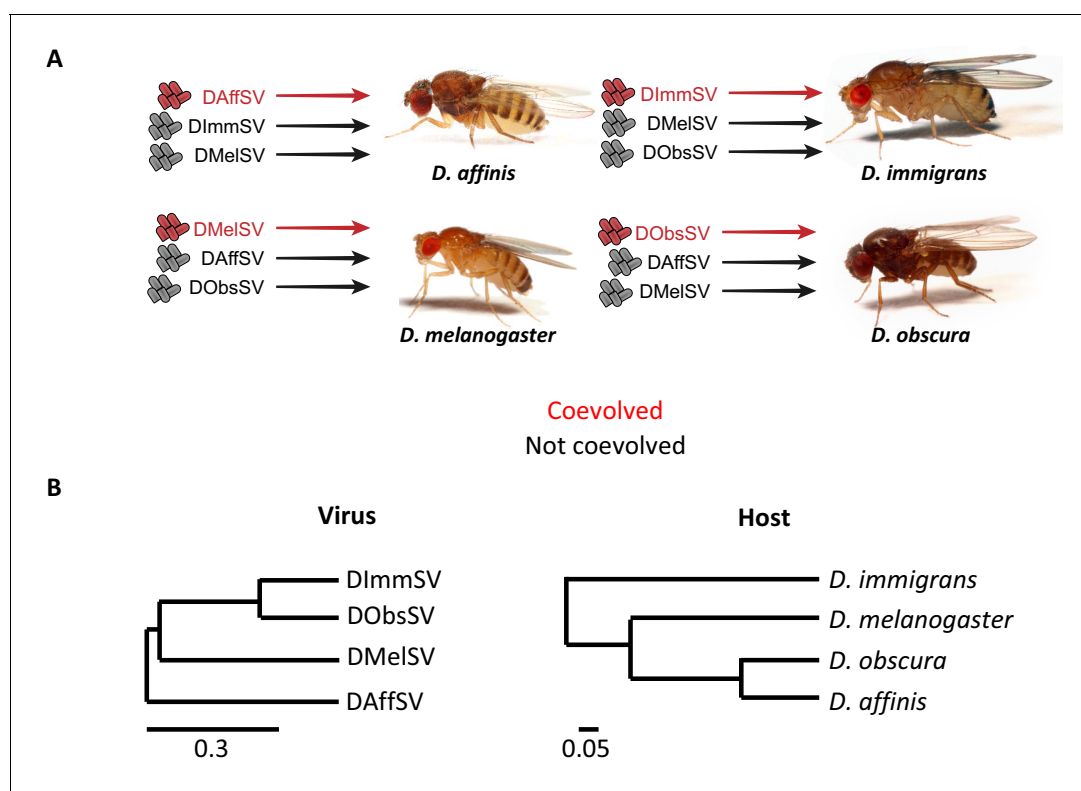 A
DAffSV
DImmSV
DMelSV
D. affinis
DImmSV
DMelSV
DObsSV
D. immigrans
DMelSV
DAffSV
DObsSV
D. melanogaster
DObsSV
DAffSV
DMelSV
D. obscura
Coevolved
Not coevolved
B
Virus
DImmSV
DObsSV
DMelSV
DAffSV
0.3
Host
D. immigrans
D. melanogaster
D. obscura
D. affinis
0.05